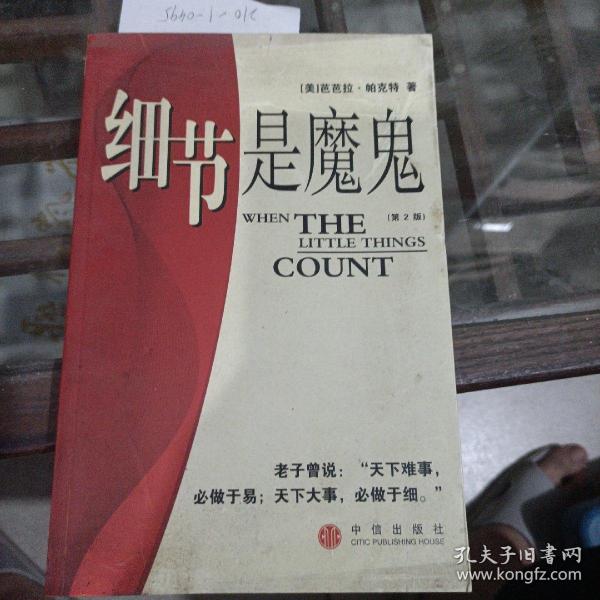 210-1-0495
[美]芭芭拉·帕克特 著
细节是魔鬼
(第2版)
WHEN THE
LITTLE THINGS
COUNT
老子曾说：“天下难事，
必做于易；天下大事，必做于细。”
中信出版社
CITIC PUBLISHING HOUSE
孔夫子旧书网
www.kongfz.com